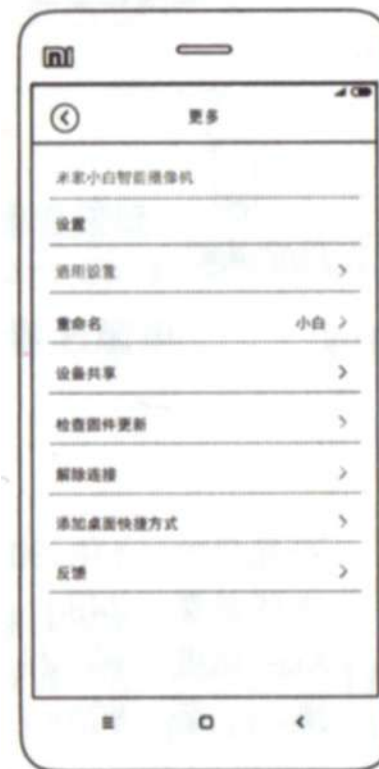 mi
更多
米家小白智能摄像机
设置
通用设置
重命名 小白
设备共享
检查固件更新
解除连接
添加桌面快捷方式
反馈